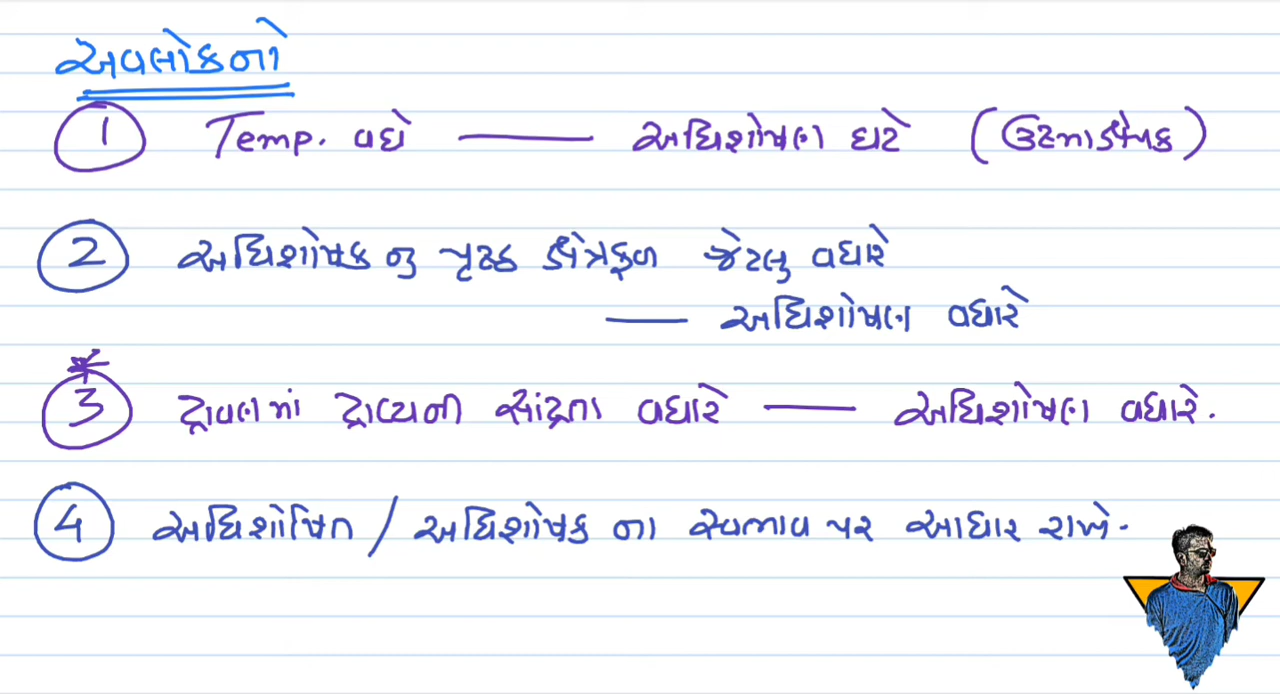 અવલોકનો
1 Temp. વધે — અધિશોષણ ઘટે (ઉષ્માક્ષેપક)
2 અધિશોષક નુ પૃષ્ઠ ક્ષેત્રફળ જેટલુ વધારે
— અધિશોષણ વધારે
* 3 દ્રાવણમાં દ્રાવ્યની સાંદ્રતા વધારે — અધિશોષણ વધારે.
4 અધિશોષિત / અધિશોષક ના સ્વભાવ પર આધાર રાખે.